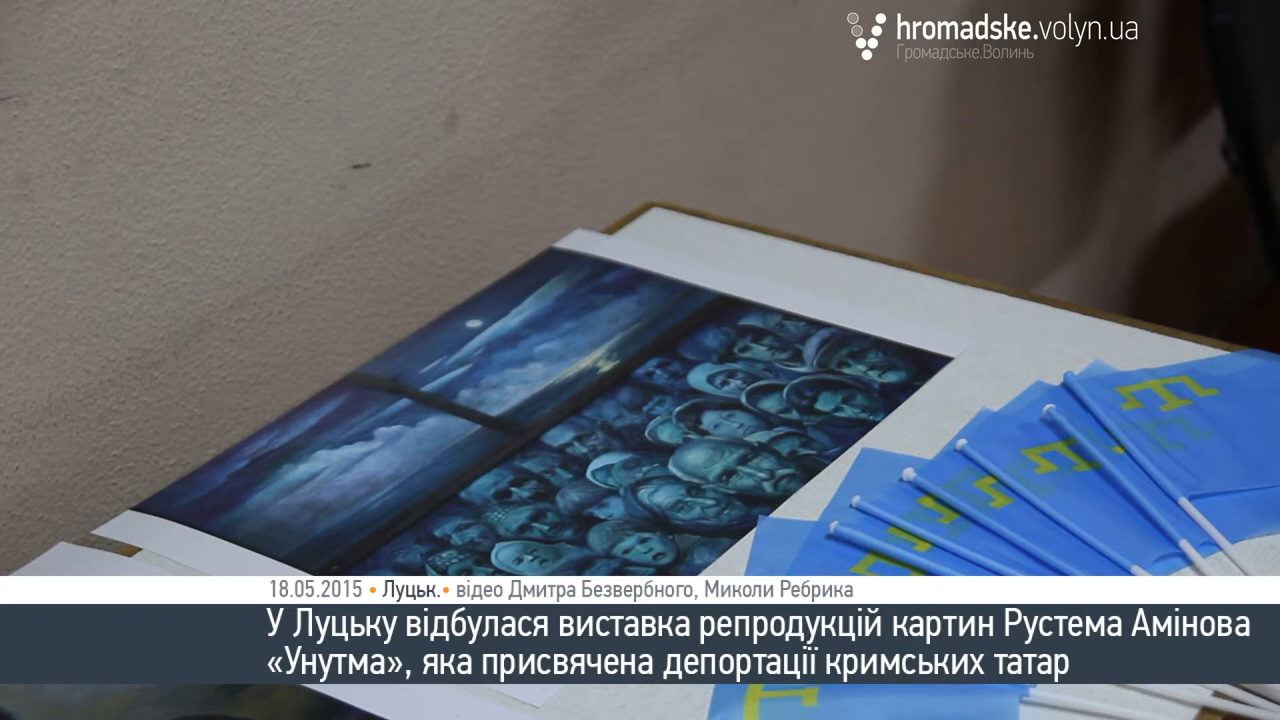 hromadske.volyn.ua
Громадське.Волинь
18.05.2015 • Луцьк. • відео Дмитра Безвербного, Миколи Ребрика
У Луцьку відбулася виставка репродукцій картин Рустема Амінова
«Унутма», яка присвячена депортації кримських татар